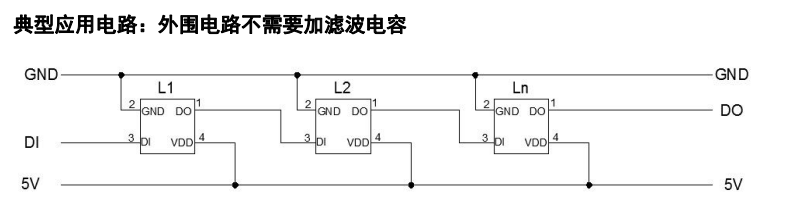 典型应用电路：外围电路不需要加滤波电容
GND GND
L1 L2 Ln
2 GND DO 1 2 GND DO 1 2 GND DO 1 DO
DI 3 DI VDD 4 3 DI VDD 4 3 DI VDD 4
5V 5V